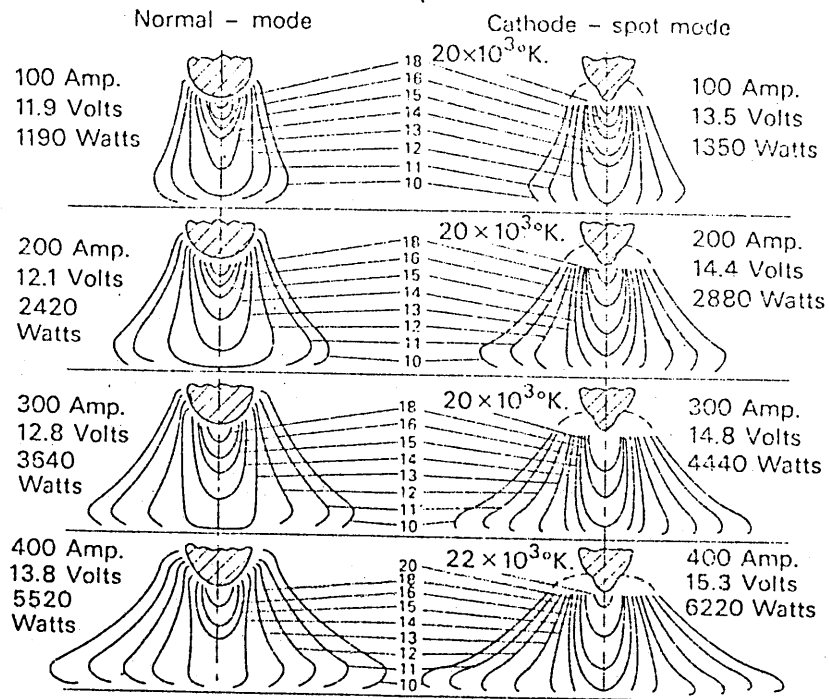 Normal – mode
Cathode – spot mode
100 Amp.
11.9 Volts
1190 Watts
18
16
15
14
13
12
11
10
20×10³°K.
100 Amp.
13.5 Volts
1350 Watts
200 Amp.
12.1 Volts
2420
Watts
18
16
15
14
13
12
11
10
20×10³°K.
200 Amp.
14.4 Volts
2880 Watts
300 Amp.
12.8 Volts
3640
Watts
18
16
15
14
13
12
11
10
20×10³°K.
300 Amp.
14.8 Volts
4440 Watts
400 Amp.
13.8 Volts
5520
Watts
20
18
16
15
14
13
12
11
10
22×10³°K.
400 Amp.
15.3 Volts
6220 Watts